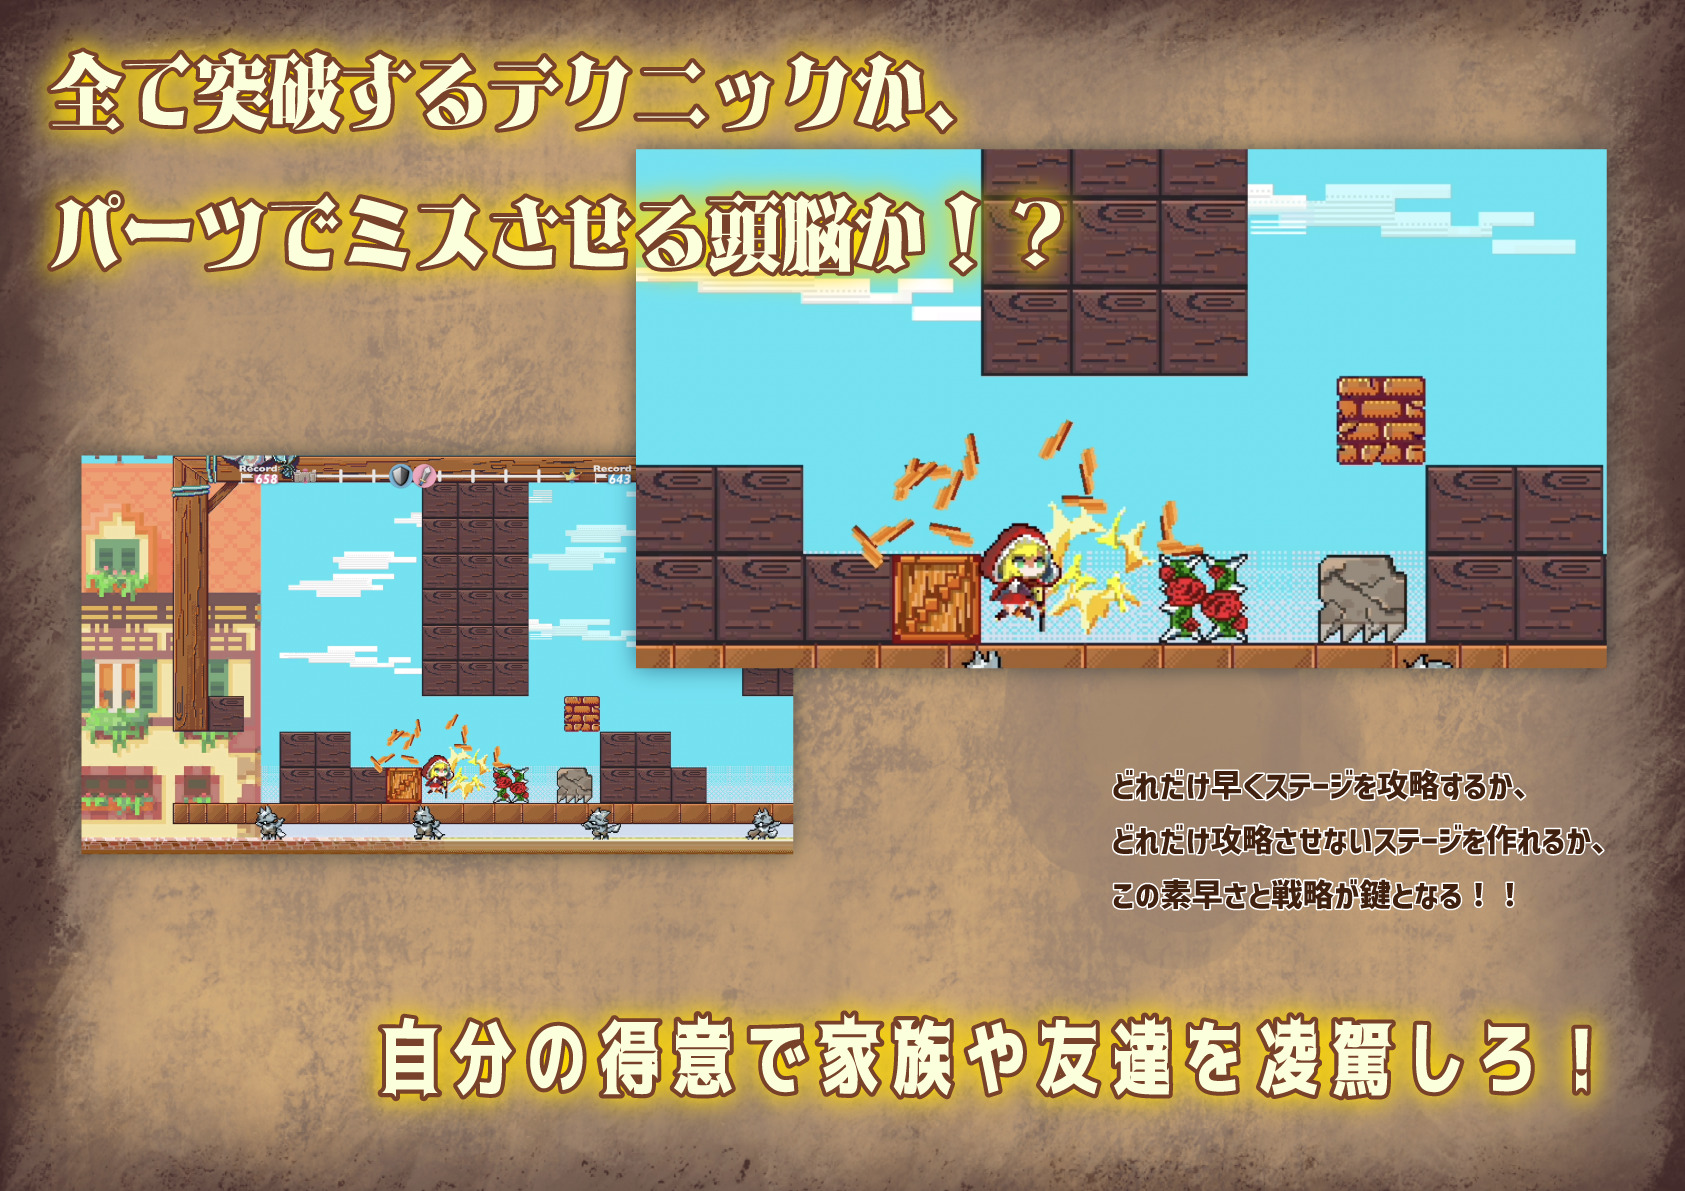 全て突破するテクニックか、
パーツでミスさせる頭脳か！？
Record
658
Record
643
どれだけ早くステージを攻略するか、
どれだけ攻略させないステージを作れるか、
この素早さと戦略が鍵となる！！
自分の得意で家族や友達を凌駕しろ！